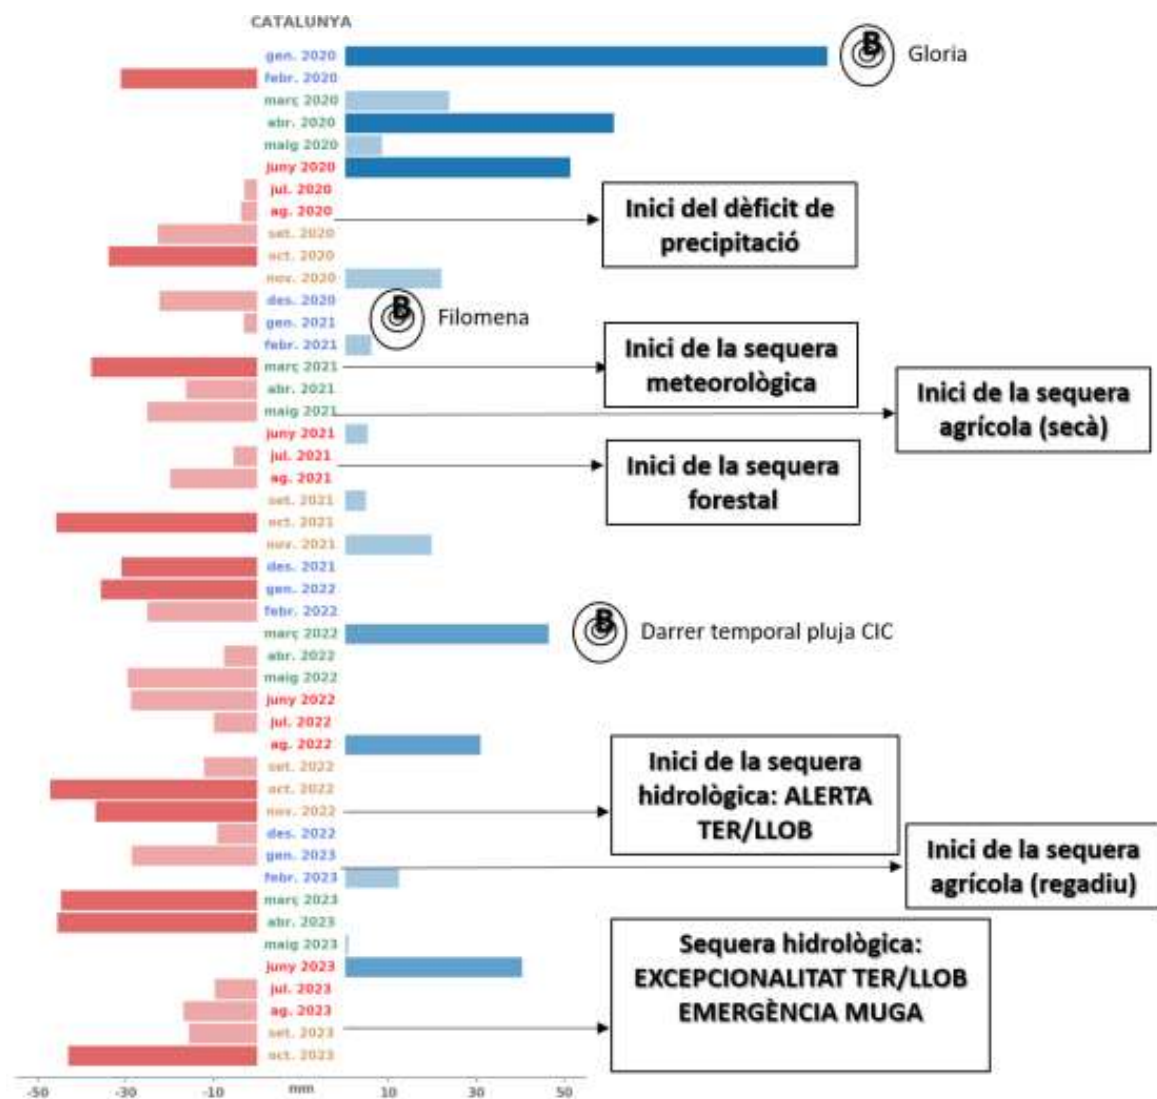 CATALUNYA
gen. 2020
B
Gloria
febr. 2020
març 2020
abr. 2020
maig 2020
juny 2020
jul. 2020
ag. 2020
Inici del dèficit de
precipitació
set. 2020
oct. 2020
nov. 2020
des. 2020
B
Filomena
gen. 2021
febr. 2021
març 2021
Inici de la sequera
meteorològica
abr. 2021
maig 2021
Inici de la sequera
agrícola (secà)
juny 2021
jul. 2021
Inici de la sequera
forestal
ag. 2021
set. 2021
oct. 2021
nov. 2021
des. 2021
gen. 2022
febr. 2022
març 2022
B
Darrer temporal pluja CIC
abr. 2022
maig 2022
juny 2022
jul. 2022
ag. 2022
set. 2022
oct. 2022
nov. 2022
Inici de la sequera
hidrològica: ALERTA
TER/LLOB
des. 2022
gen. 2023
febr. 2023
Inici de la sequera
agrícola (regadiu)
març 2023
abr. 2023
maig 2023
juny 2023
jul. 2023
ag. 2023
set. 2023
Sequera hidrològica:
EXCEPCIONALITAT TER/LLOB
EMERGÈNCIA MUGA
oct. 2023
-50 -30 -10 mm 10 30 50